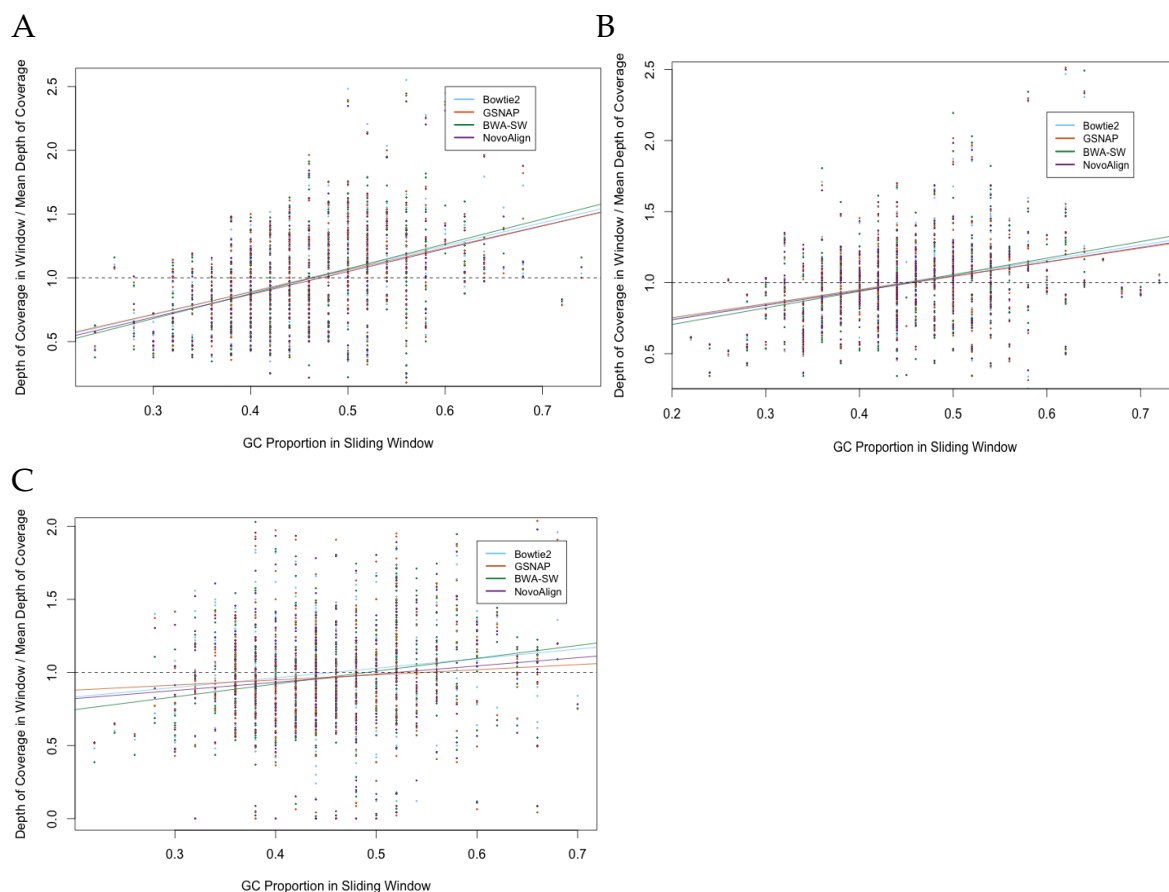 A
Depth of Coverage in Window / Mean Depth of Coverage
2.5
2.0
1.5
1.0
0.5
Bowtie2
GSNAP
BWA-SW
NovoAlign
0.3 0.4 0.5 0.6 0.7
GC Proportion in Sliding Window
B
Depth of Coverage in Window / Mean Depth of Coverage
2.5
2.0
1.5
1.0
0.5
Bowtie2
GSNAP
BWA-SW
NovoAlign
0.2 0.3 0.4 0.5 0.6 0.7
GC Proportion in Sliding Window
C
Depth of Coverage in Window / Mean Depth of Coverage
2.0
1.5
1.0
0.5
0.0
Bowtie2
GSNAP
BWA-SW
NovoAlign
0.3 0.4 0.5 0.6 0.7
GC Proportion in Sliding Window